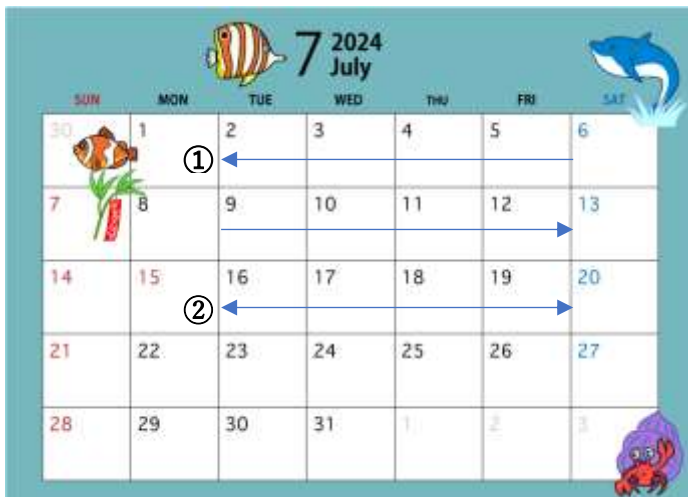 7 2024
July
SUN MON TUE WED THU FRI SAT
30 1 2 3 4 5 6
①
7 8 9 10 11 12 13
14 15 16 17 18 19 20
②
21 22 23 24 25 26 27
28 29 30 31 1 2 3